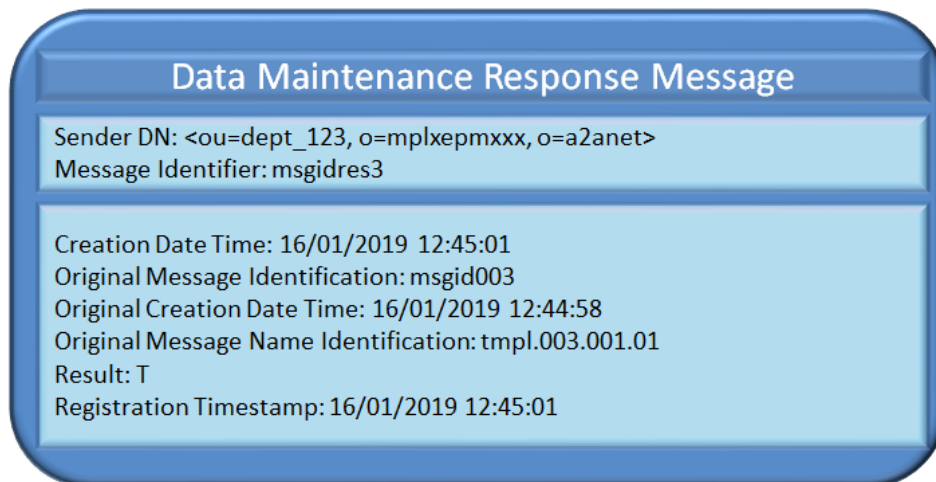 Data Maintenance Response Message
Sender DN: <ou=dept_123, o=mplxepmxxx, o=a2anet>
Message Identifier: msgidres3
Creation Date Time: 16/01/2019 12:45:01
Original Message Identification: msgid003
Original Creation Date Time: 16/01/2019 12:44:58
Original Message Name Identification: tmpl.003.001.01
Result: T
Registration Timestamp: 16/01/2019 12:45:01